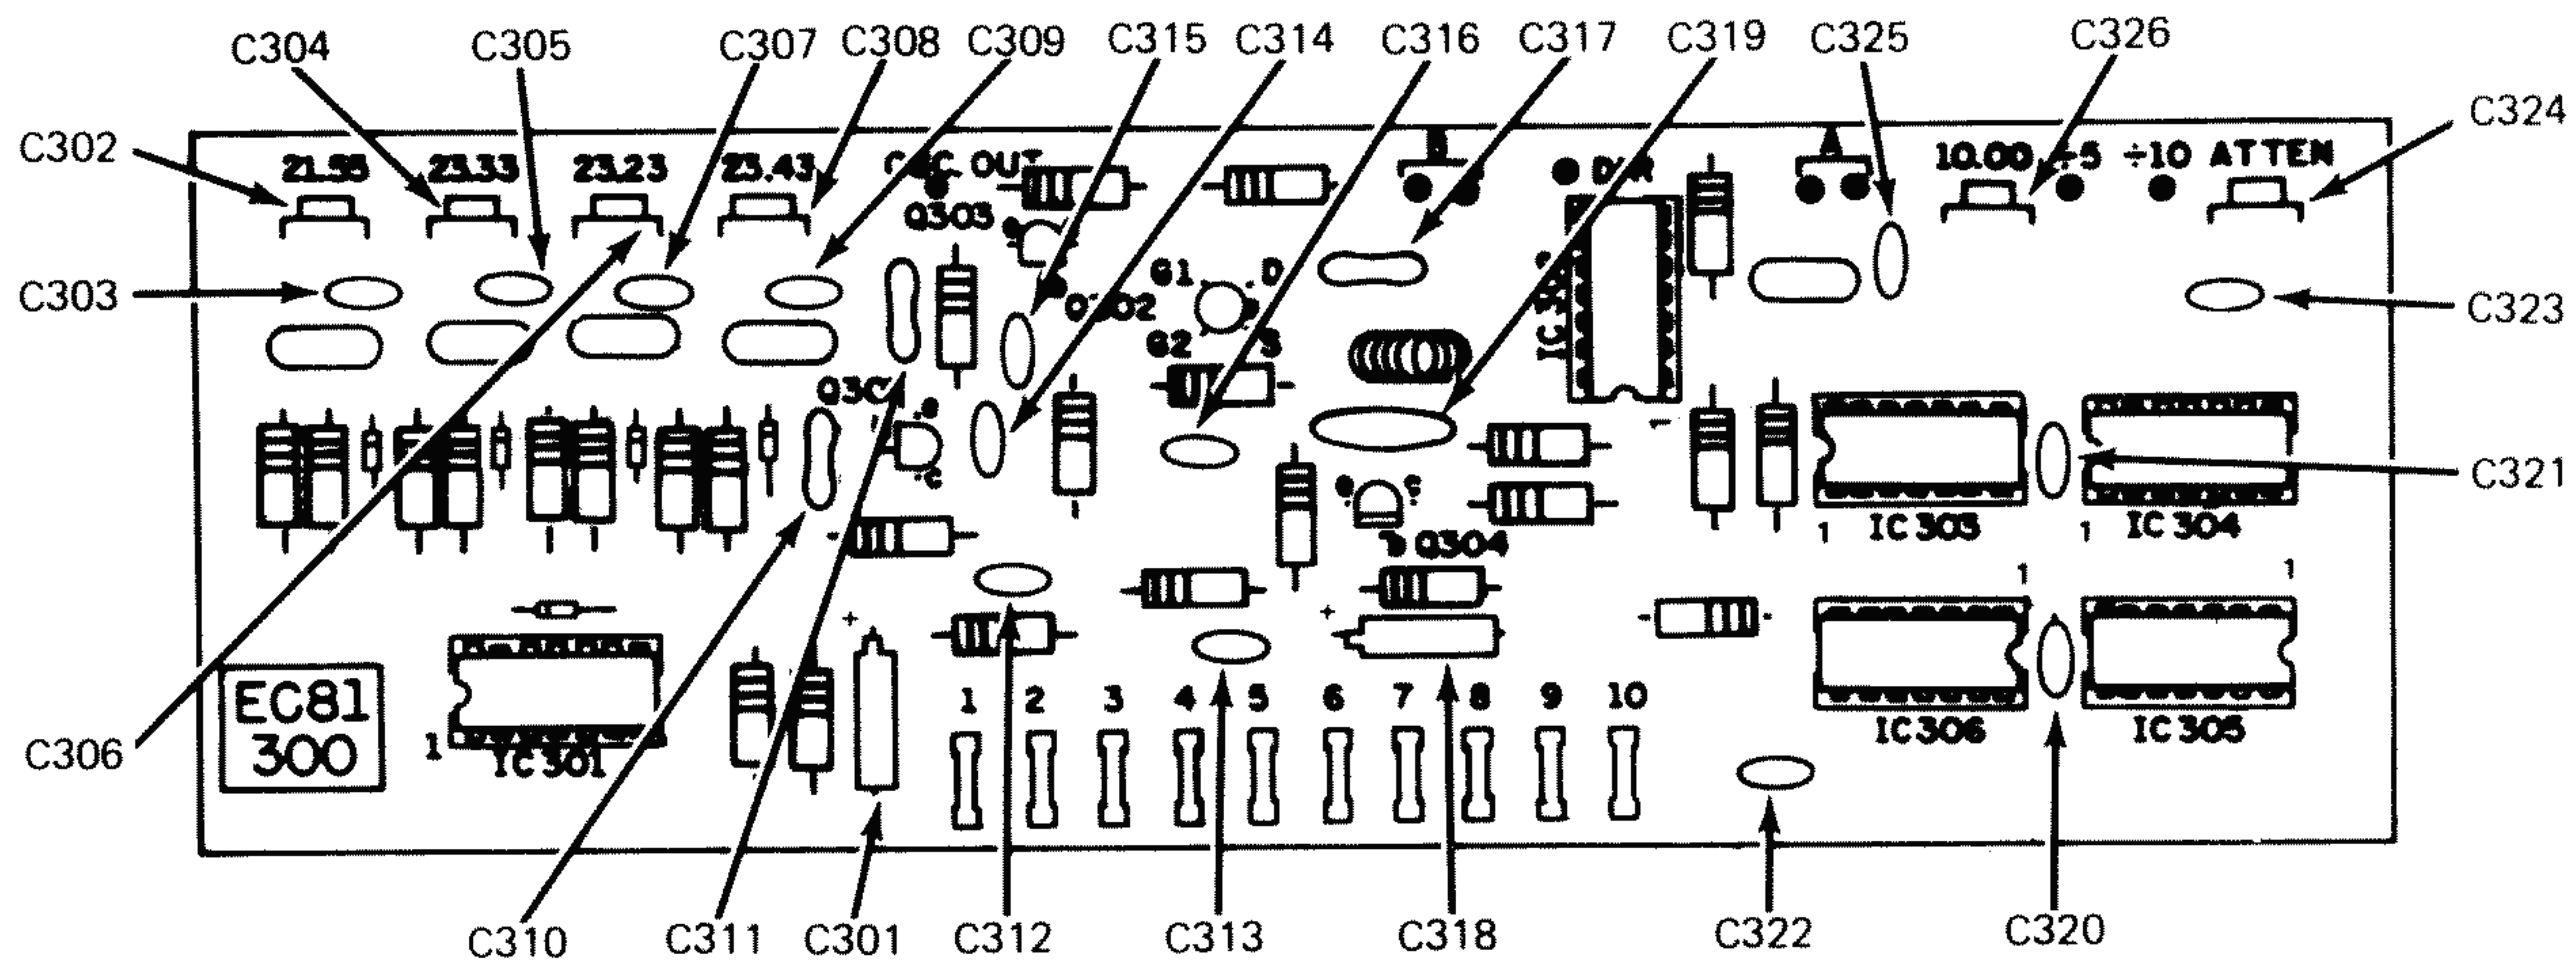 C304 C305 C307 C308 C309 C315 C314 C316 C317 C319 C325 C326
C302 C324
21.55 23.33 23.23 23.43 OUT B A 10.00 ÷5 ÷10 ATTEN
Q303
C303 G1 D C323
G2 S
C
C321
B C
1 IC 303 1 IC 304
Q304
1 1
+ +
EC81
300
1 2 3 4 5 6 7 8 9 10
IC 306 IC 305
C306 1 IC 301
C310 C311 C301 C312 C313 C318 C322 C320